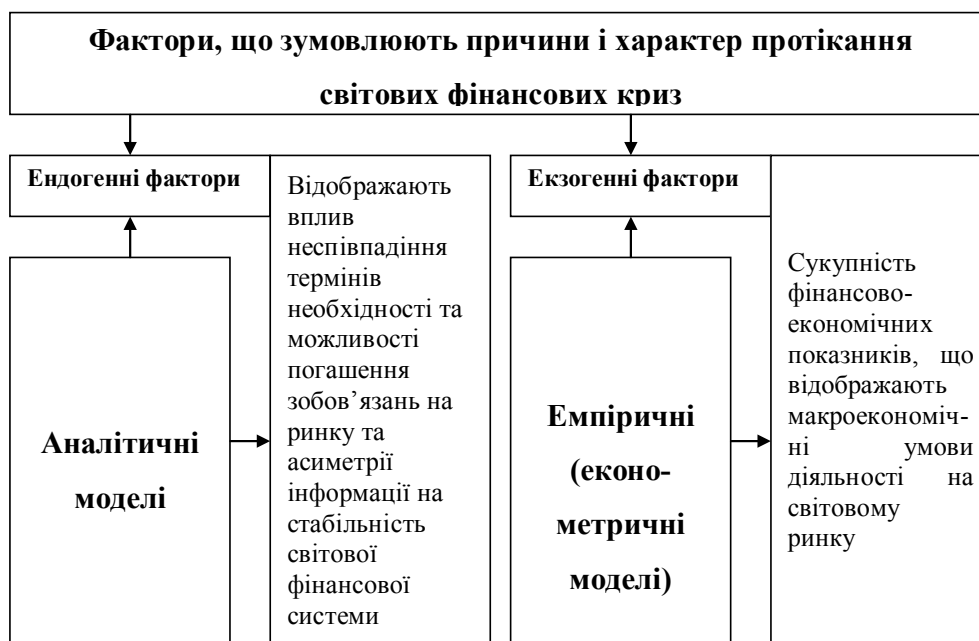 Фактори, що зумовлюють причини і характер протікання
світових фінансових криз
Ендогенні фактори
Відображають
вплив
неспівпадіння
термінів
необхідності та
можливості
погашення
зобов’язань на
ринку та
асиметрії
інформації на
стабільність
світової
фінансової
системи
Аналітичні
моделі
Екзогенні фактори
Сукупність
фінансово-
економічних
показників, що
відображають
макроекономіч-
ні умови
діяльності на
світовому
ринку
Емпіричні
(еконо-
метричні
моделі)